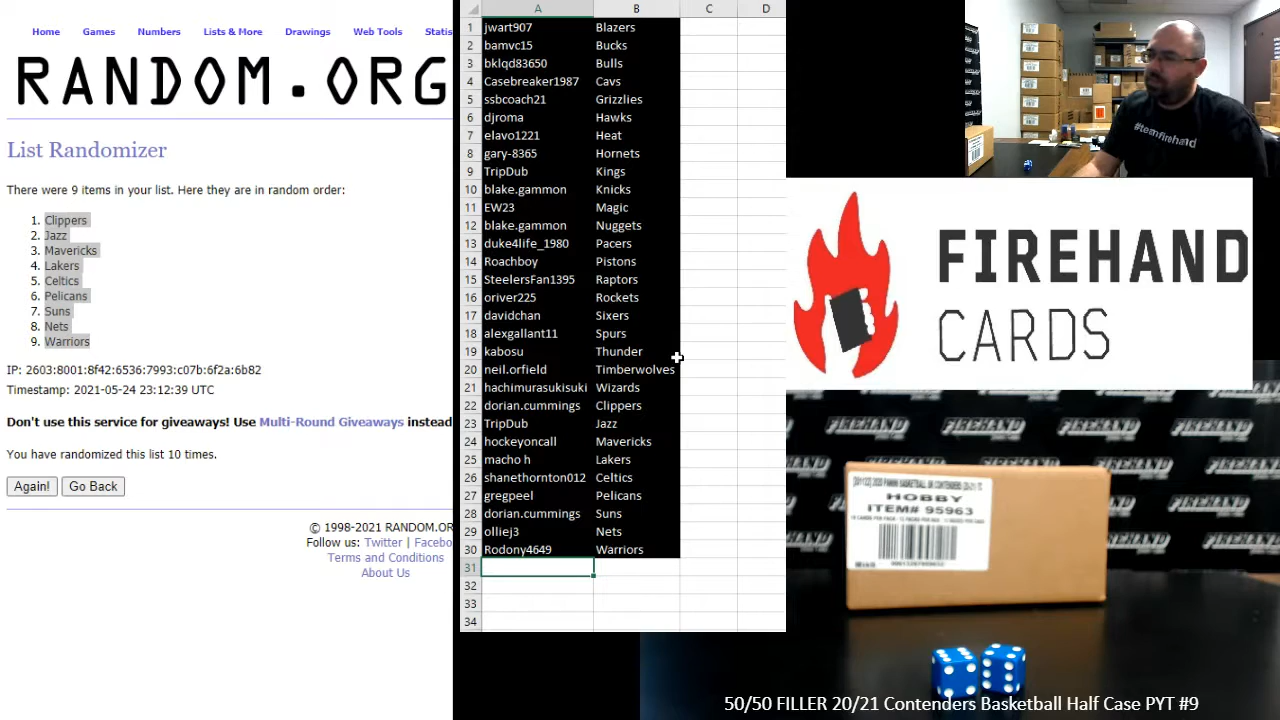 Home Games Numbers Lists & More Drawings Web Tools Statis
RANDOM.ORG
List Randomizer
There were 9 items in your list. Here they are in random order:
1. Clippers
2. Jazz
3. Mavericks
4. Lakers
5. Celtics
6. Pelicans
7. Suns
8. Nets
9. Warriors
IP: 2603:8001:8f42:6536:7993:c07b:6f2a:6b82
Timestamp: 2021-05-24 23:12:39 UTC
Don't use this service for giveaways! Use Multi-Round Giveaways instead
You have randomized this list 10 times.
Again! Go Back
© 1998-2021 RANDOM.OR
Follow us: Twitter | Facebo
Terms and Conditions
About Us
A B C D
1 jwart907 Blazers
2 bamvc15 Bucks
3 bklqd83650 Bulls
4 Casebreaker1987 Cavs
5 ssbcoach21 Grizzlies
6 djroma Hawks
7 elavo1221 Heat
8 gary-8365 Hornets
9 TripDub Kings
10 blake.gammon Knicks
11 EW23 Magic
12 blake.gammon Nuggets
13 duke4life_1980 Pacers
14 Roachboy Pistons
15 SteelersFan1395 Raptors
16 oriver225 Rockets
17 davidchan Sixers
18 alexgallant11 Spurs
19 kabosu Thunder
20 neil.orfield Timberwolves
21 hachimurasukisuki Wizards
22 dorian.cummings Clippers
23 TripDub Jazz
24 hockeyoncall Mavericks
25 macho h Lakers
26 shanethornton012 Celtics
27 gregpeel Pelicans
28 dorian.cummings Suns
29 olliej3 Nets
30 Rodony4649 Warriors
31
32
33
34
#teamfirehand
FIREHAND
CARDS
FIREHAND
FIREHAND
FIREHAND
HOBBY
ITEM# 95963
50/50 FILLER 20/21 Contenders Basketball Half Case PYT #9